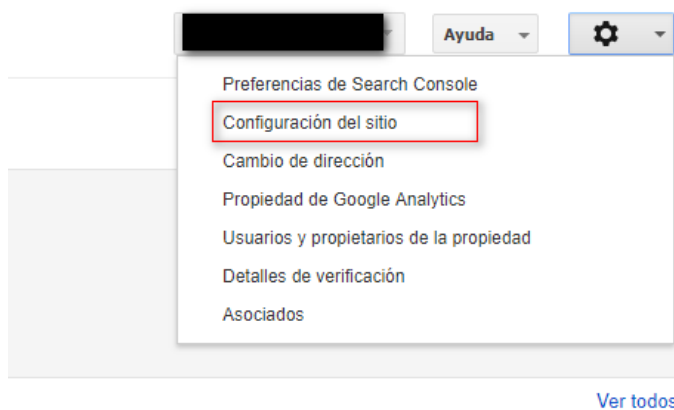 Ayuda
Preferencias de Search Console
Configuración del sitio
Cambio de dirección
Propiedad de Google Analytics
Usuarios y propietarios de la propiedad
Detalles de verificación
Asociados
Ver todos